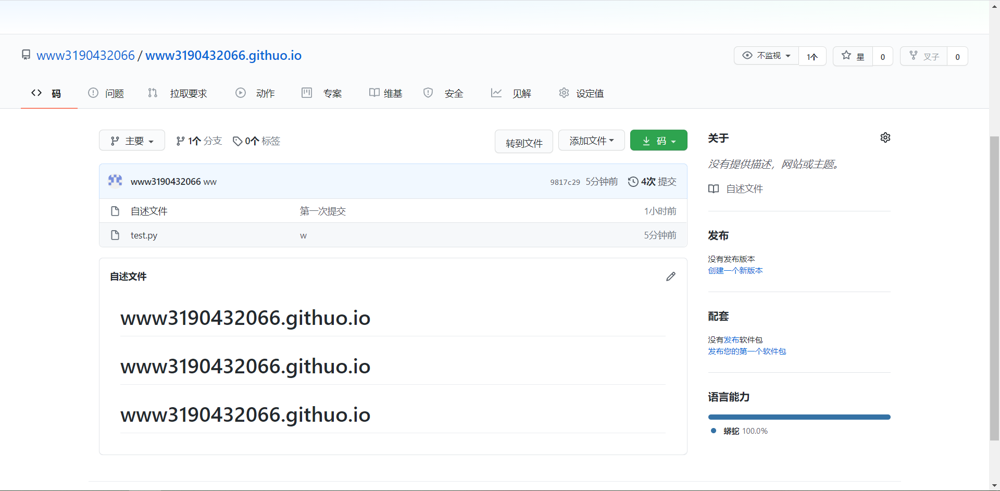 www3190432066 / www3190432066.githuo.io
不监视 1个 星 0 叉子 0
码 问题 拉取要求 动作 专案 维基 安全 见解 设定值
主要 1个 分支 0个 标签 转到文件 添加文件 码
www3190432066 ww 9817c29 5分钟前 4次 提交
自述文件 第一次提交 1小时前
test.py w 5分钟前
自述文件
www3190432066.githuo.io
www3190432066.githuo.io
www3190432066.githuo.io
关于
没有提供描述，网站或主题。
自述文件
发布
没有发布版本
创建一个新版本
配套
没有发布软件包
发布您的第一个软件包
语言能力
蟒蛇 100.0%